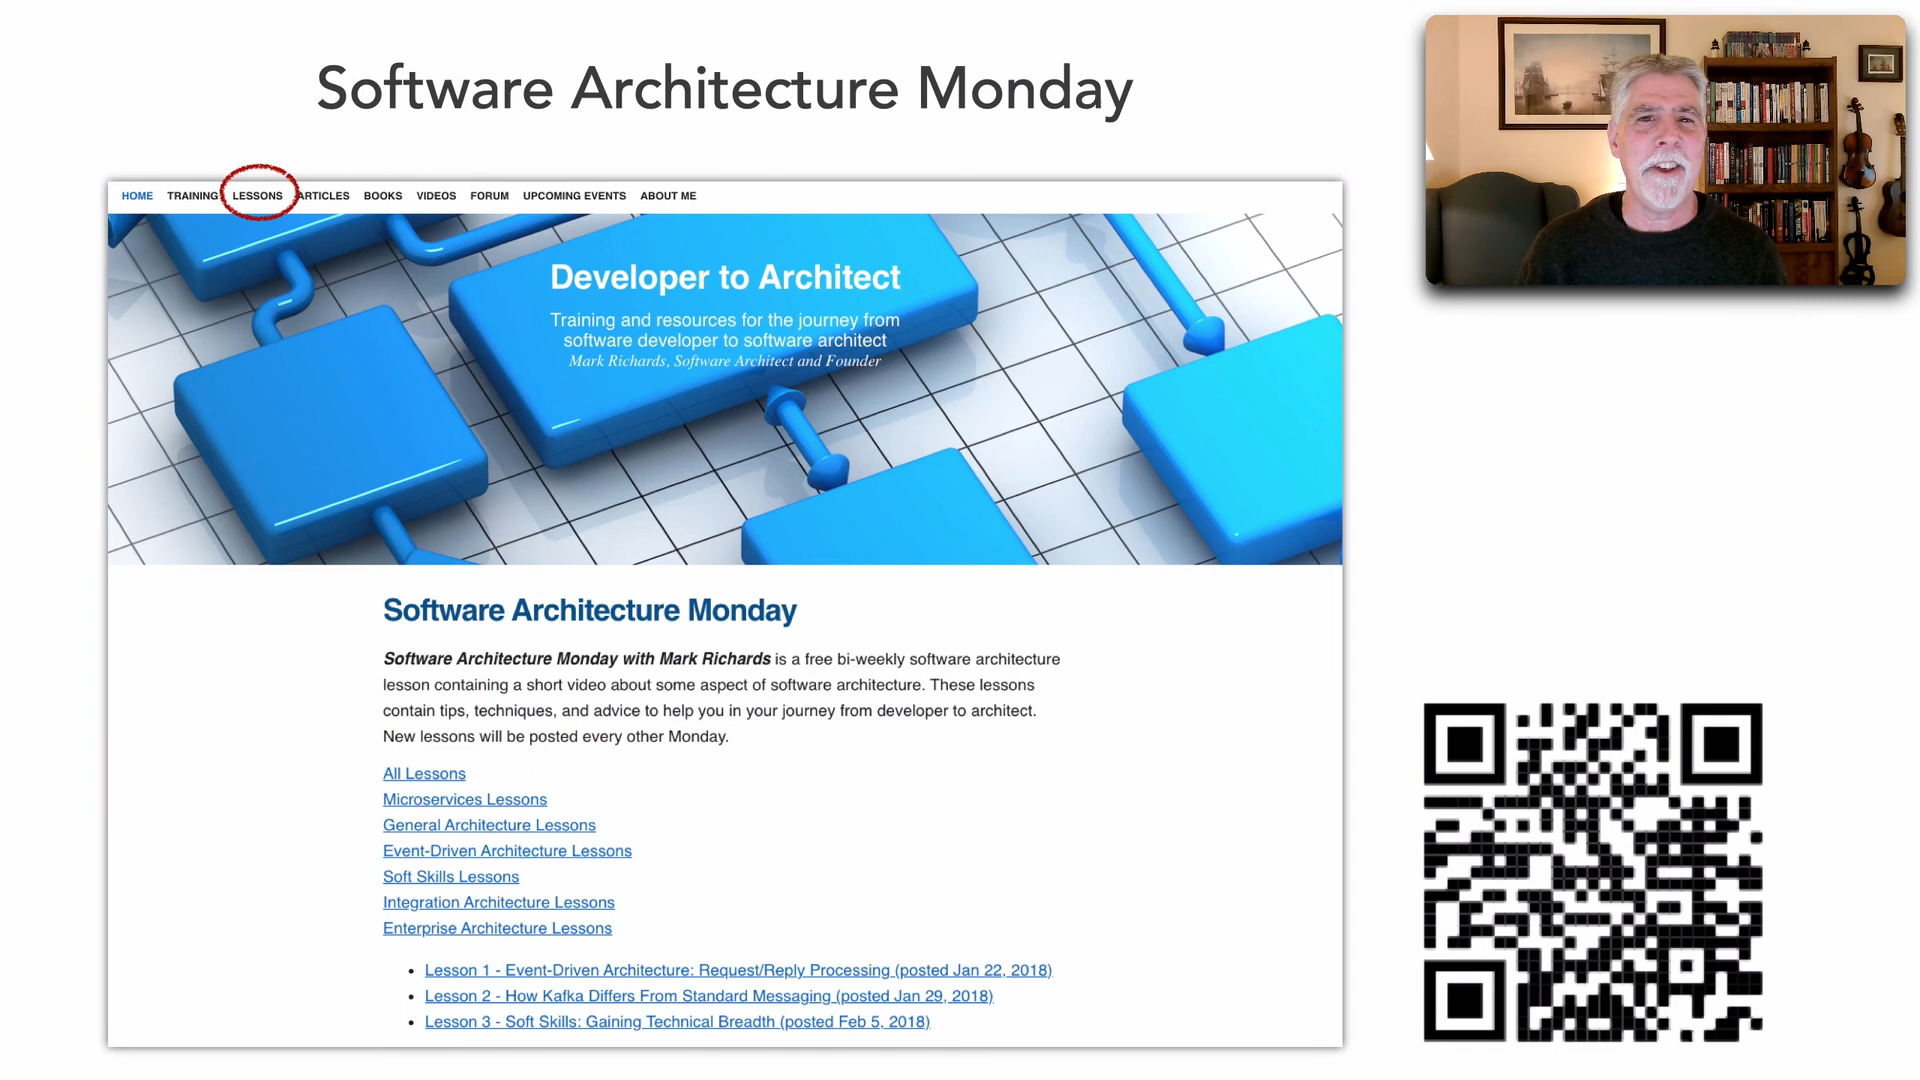 Software Architecture Monday
HOME TRAINING LESSONS ARTICLES BOOKS VIDEOS FORUM UPCOMING EVENTS ABOUT ME
Developer to Architect
Training and resources for the journey from
software developer to software architect
Mark Richards, Software Architect and Founder
Software Architecture Monday
Software Architecture Monday with Mark Richards is a free bi-weekly software architecture
lesson containing a short video about some aspect of software architecture. These lessons
contain tips, techniques, and advice to help you in your journey from developer to architect.
New lessons will be posted every other Monday.
All Lessons
Microservices Lessons
General Architecture Lessons
Event-Driven Architecture Lessons
Soft Skills Lessons
Integration Architecture Lessons
Enterprise Architecture Lessons
• Lesson 1 - Event-Driven Architecture: Request/Reply Processing (posted Jan 22, 2018)
• Lesson 2 - How Kafka Differs From Standard Messaging (posted Jan 29, 2018)
• Lesson 3 - Soft Skills: Gaining Technical Breadth (posted Feb 5, 2018)